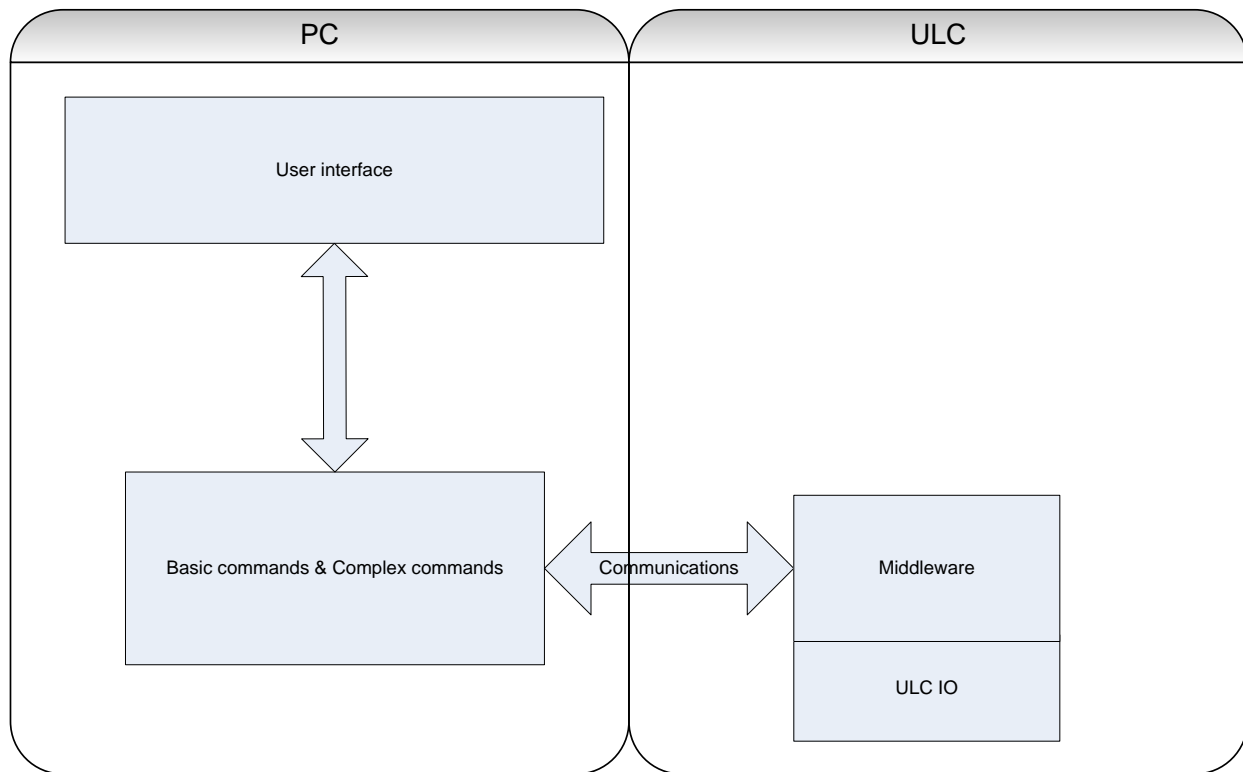 PC
ULC
User interface
Basic commands & Complex commands
Communications
Middleware
ULC IO